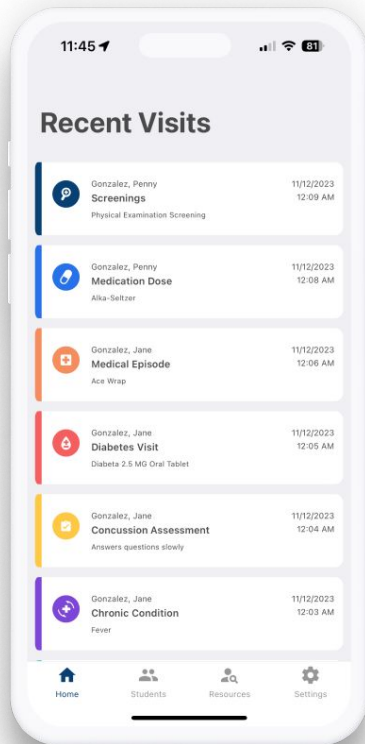 11:45
81
Recent Visits
Gonzalez, Penny
11/12/2023
Screenings
12:09 AM
Physical Examination Screening
Gonzalez, Penny
11/12/2023
Medication Dose
12:08 AM
Alka-Seltzer
Gonzalez, Jane
11/12/2023
Medical Episode
12:06 AM
Ace Wrap
Gonzalez, Jane
11/12/2023
Diabetes Visit
12:05 AM
Diabeta 2.5 MG Oral Tablet
Gonzalez, Jane
11/12/2023
Concussion Assessment
12:04 AM
Answers questions slowly
Gonzalez, Jane
11/12/2023
Chronic Condition
12:03 AM
Fever
Home
Students
Resources
Settings